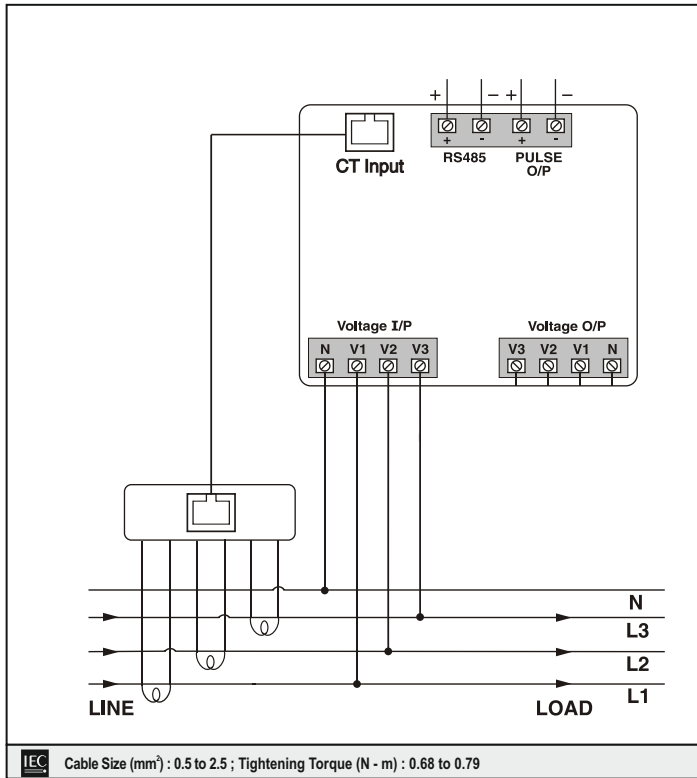 + − + −
+ - + -
RS485 PULSE
O/P
CT Input
Voltage I/P Voltage O/P
N V1 V2 V3 V3 V2 V1 N
N
L3
L2
L1
LINE LOAD
IEC Cable Size (mm²) : 0.5 to 2.5 ; Tightening Torque (N - m) : 0.68 to 0.79